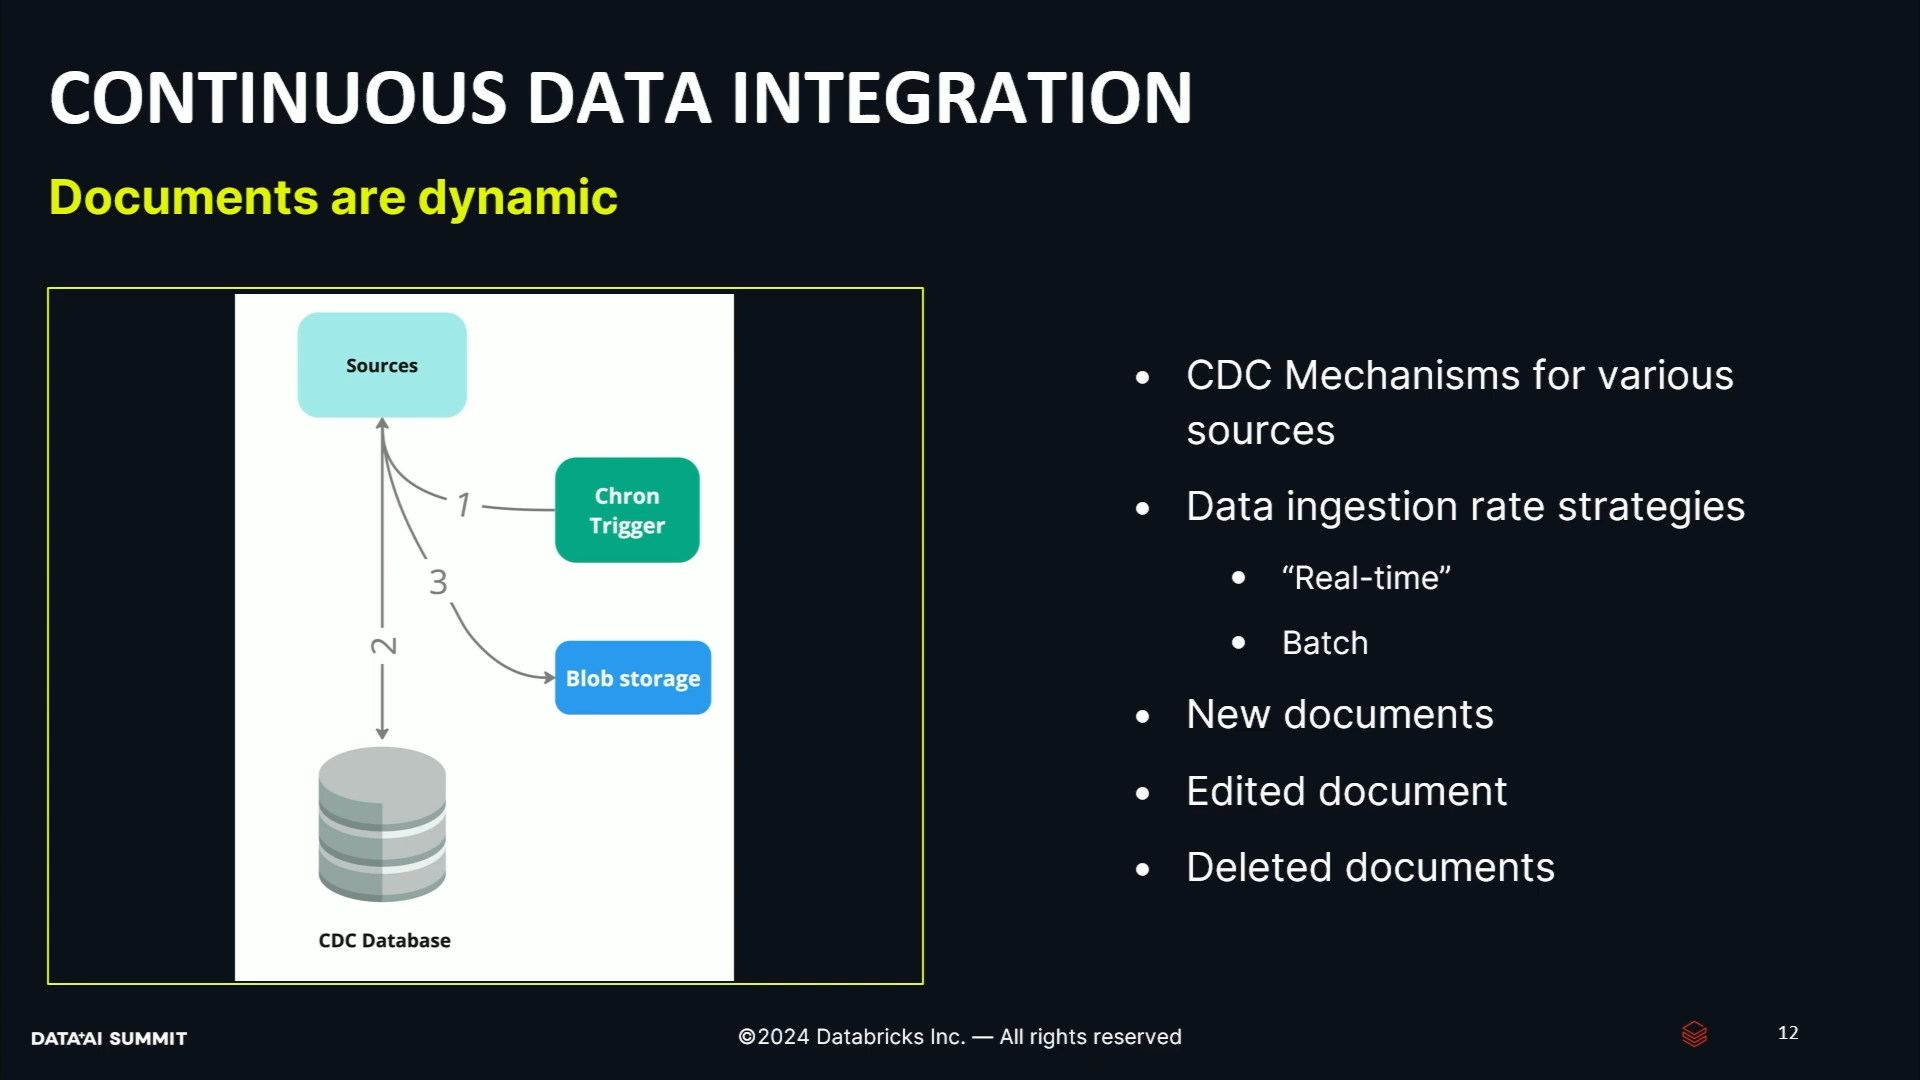 CONTINUOUS DATA INTEGRATION
Documents are dynamic
Sources
1
Chron
Trigger
3
2
Blob storage
CDC Database
• CDC Mechanisms for various
sources
• Data ingestion rate strategies
• “Real-time”
• Batch
• New documents
• Edited document
• Deleted documents
DATA+AI SUMMIT
©2024 Databricks Inc. — All rights reserved
12